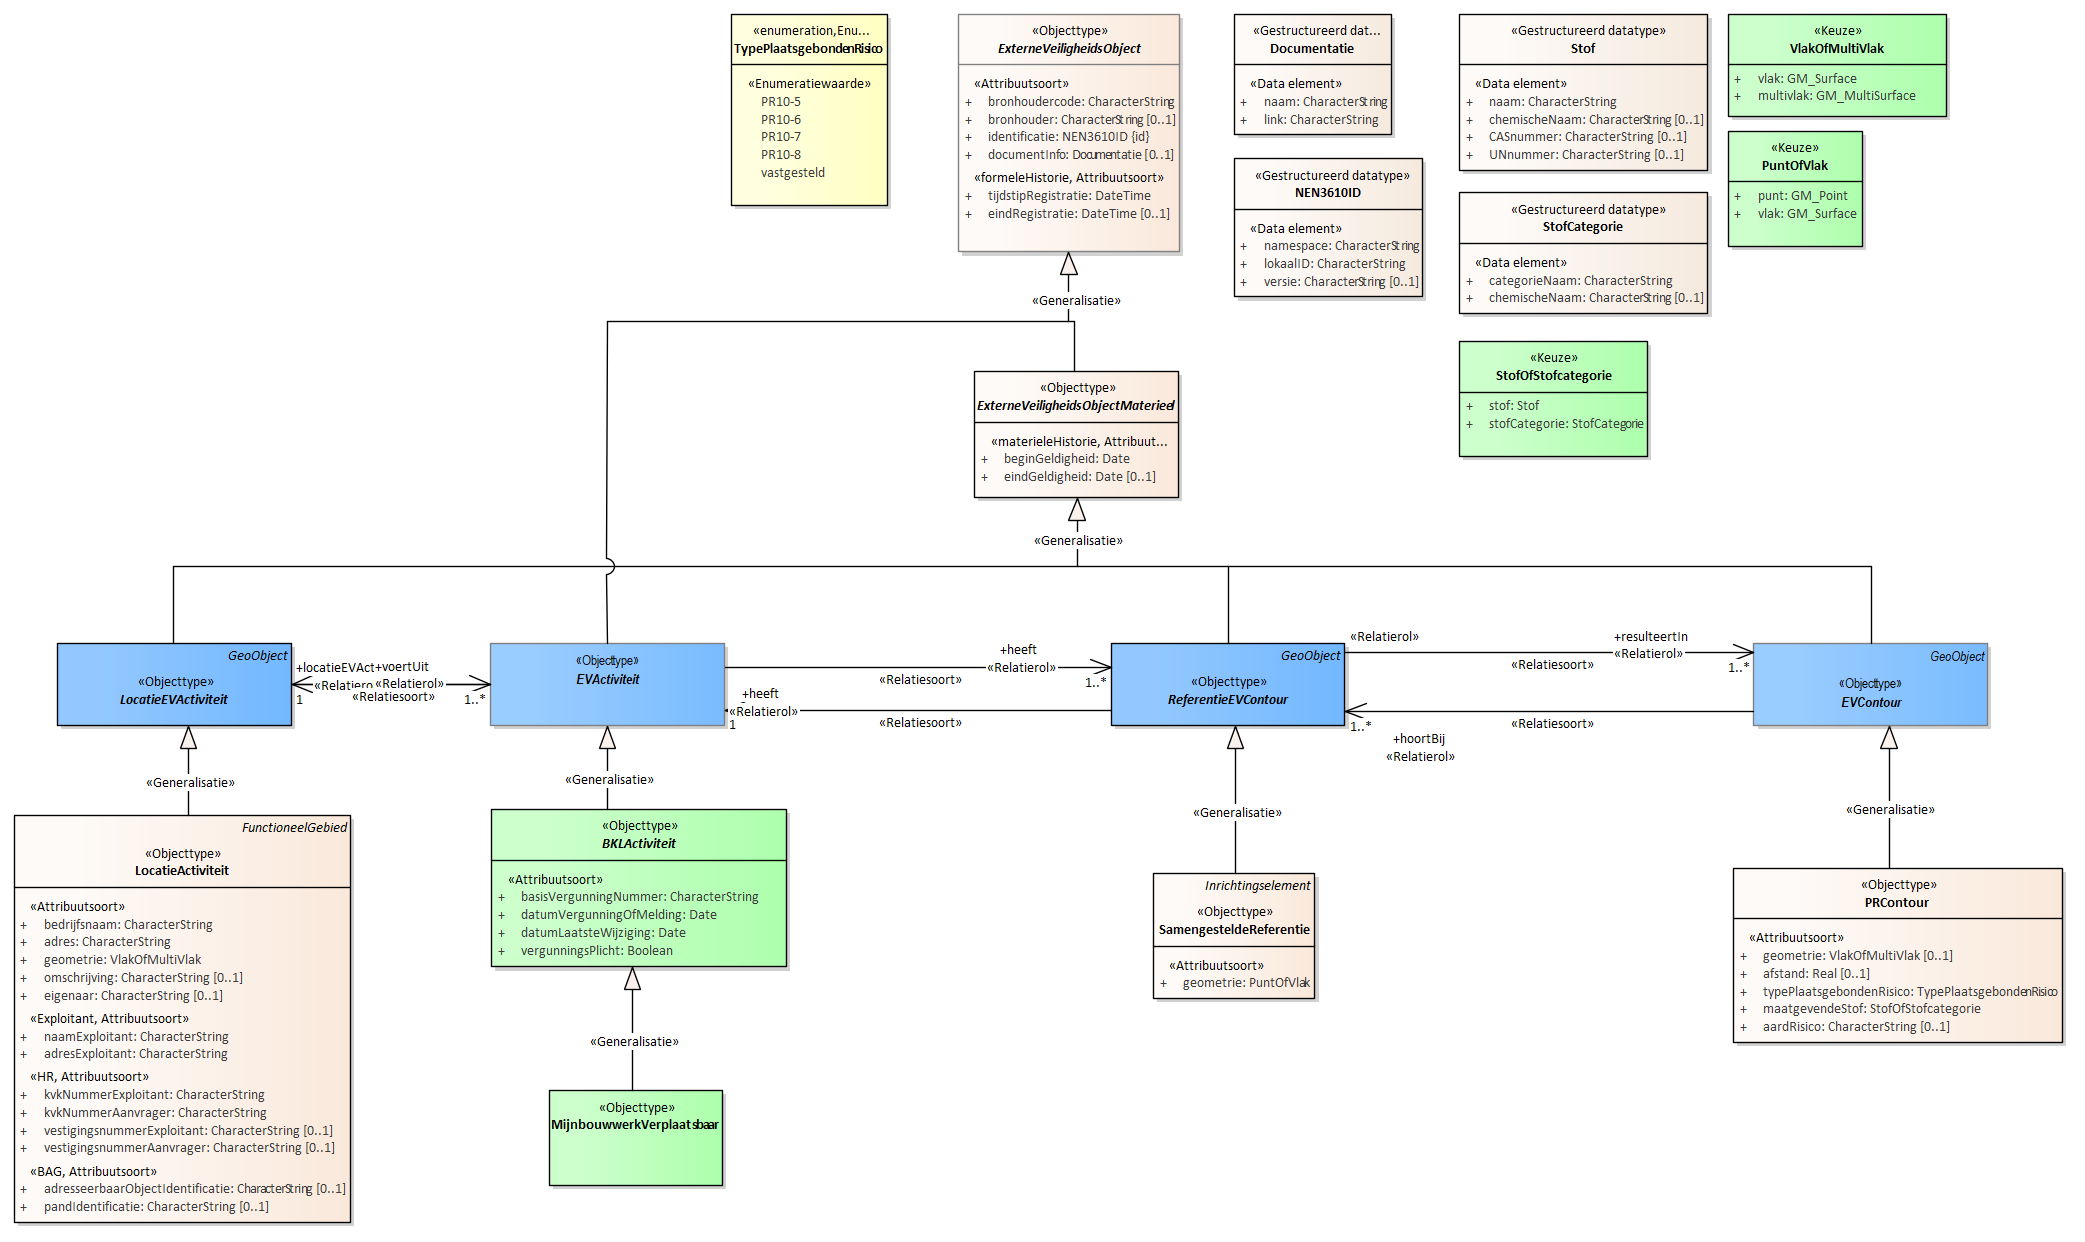 «enumeration,Enu...
TypePlaatsgebondenRisico
«Enumeratiewaarde»
PR10-5
PR10-6
PR10-7
PR10-8
vastgesteld
«Objecttype»
ExterneVeiligheidsObject
«Attribuutsoort»
+ bronhoudercode: CharacterString
+ bronhouder: CharacterString [0..1]
+ identificatie: NEN3610ID {id}
+ documentInfo: Documentatie [0..1]
«formeleHistorie, Attribuutsoort»
+ tijdstipRegistratie: DateTime
+ eindRegistratie: DateTime [0..1]
«Gestructureerd dat...
Documentatie
«Data element»
+ naam: CharacterString
+ link: CharacterString
«Gestructureerd datatype»
NEN3610ID
«Data element»
+ namespace: CharacterString
+ lokaalID: CharacterString
+ versie: CharacterString [0..1]
«Gestructureerd datatype»
Stof
«Data element»
+ naam: CharacterString
+ chemischeNaam: CharacterString [0..1]
+ CASnummer: CharacterString [0..1]
+ UNnummer: CharacterString [0..1]
«Gestructureerd datatype»
StofCategorie
«Data element»
+ categorieNaam: CharacterString
+ chemischeNaam: CharacterString [0..1]
«Keuze»
StofOfStofcategorie
+ stof: Stof
+ stofCategorie: StofCategorie
«Keuze»
VlakOfMultiVlak
+ vlak: GM_Surface
+ multivlak: GM_MultiSurface
«Keuze»
PuntOfVlak
+ punt: GM_Point
+ vlak: GM_Surface
«Generalisatie»
«Objecttype»
ExterneVeiligheidsObjectMaterieel
«materieleHistorie, Attribuut...
+ beginGeldigheid: Date
+ eindGeldigheid: Date [0..1]
«Generalisatie»
GeoObject
«Objecttype»
LocatieEVActiviteit
+locatieEVAct
+voertUit
«Relatierol»
«Relatiesoort»
1
1..*
«Objecttype»
EVActiviteit
+heeft
«Relatierol»
«Relatiesoort»
1..*
+heeft
«Relatierol»
1
«Relatiesoort»
GeoObject
«Objecttype»
ReferentieEVContour
«Relatierol»
+resulteertIn
«Relatierol»
«Relatiesoort»
1..*
1..*
«Relatiesoort»
+hoortBij
«Relatierol»
GeoObject
«Objecttype»
EVContour
«Generalisatie»
«Generalisatie»
«Generalisatie»
«Generalisatie»
FunctioneelGebied
«Objecttype»
LocatieActiviteit
«Attribuutsoort»
+ bedrijfsnaam: CharacterString
+ adres: CharacterString
+ geometrie: VlakOfMultiVlak
+ omschrijving: CharacterString [0..1]
+ eigenaar: CharacterString [0..1]
«Exploitant, Attribuutsoort»
+ naamExploitant: CharacterString
+ adresExploitant: CharacterString
«HR, Attribuutsoort»
+ kvkNummerExploitant: CharacterString
+ kvkNummerAanvrager: CharacterString
+ vestigingsnummerExploitant: CharacterString [0..1]
+ vestigingsnummerAanvrager: CharacterString [0..1]
«BAG, Attribuutsoort»
+ adresseerbaarObjectIdentificatie: CharacterString [0..1]
+ pandIdentificatie: CharacterString [0..1]
«Objecttype»
BKLActiviteit
«Attribuutsoort»
+ basisVergunningNummer: CharacterString
+ datumVergunningOfMelding: Date
+ datumLaatsteWijziging: Date
+ vergunningsPlicht: Boolean
«Generalisatie»
«Objecttype»
MijnbouwwerkVerplaatsbaar
Inrichtingselement
«Objecttype»
SamengesteldeReferentie
«Attribuutsoort»
+ geometrie: PuntOfVlak
«Objecttype»
PRContour
«Attribuutsoort»
+ geometrie: VlakOfMultiVlak [0..1]
+ afstand: Real [0..1]
+ typePlaatsgebondenRisico: TypePlaatsgebondenRisico
+ maatgevendeStof: StofOfStofcategorie
+ aardRisico: CharacterString [0..1]